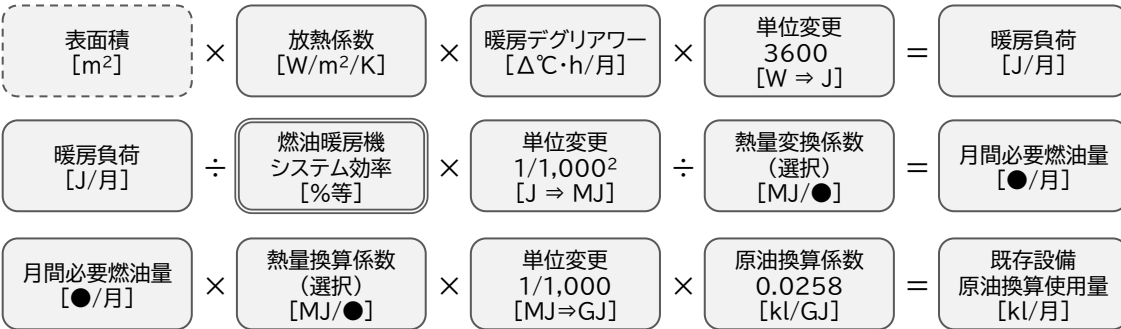 表面積
[m²]
×
放熱係数
[W/m²/K]
×
暖房デグリアワー
[Δ℃・h/月]
×
単位変更
3600
[W ⇒ J]
=
暖房負荷
[J/月]
暖房負荷
[J/月]
÷
燃油暖房機
システム効率
[%等]
×
単位変更
1/1,000²
[J ⇒ MJ]
÷
熱量変換係数
(選択)
[MJ/●]
=
月間必要燃油量
[●/月]
月間必要燃油量
[●/月]
×
熱量換算係数
(選択)
[MJ/●]
×
単位変更
1/1,000
[MJ⇒GJ]
×
原油換算係数
0.0258
[kl/GJ]
=
既存設備
原油換算使用量
[kl/月]